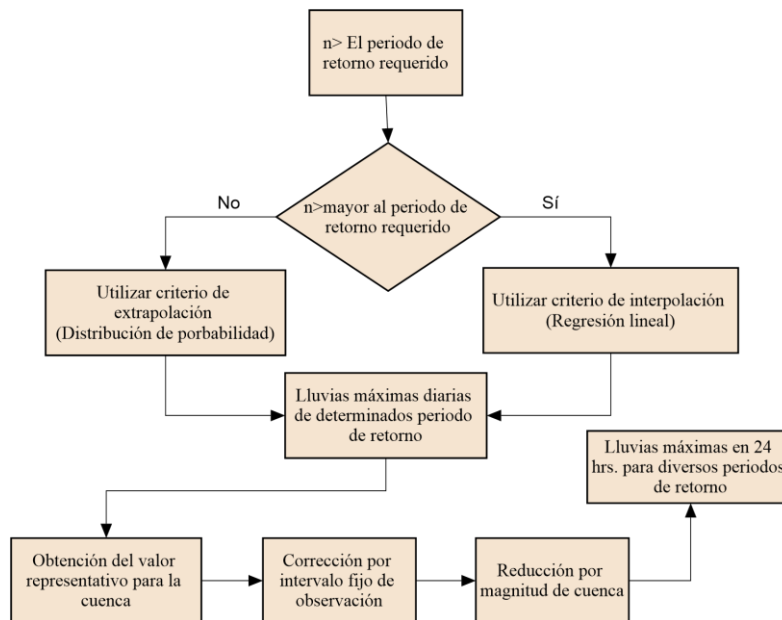 n> El periodo de
retorno requerido
n>mayor al periodo de
retorno requerido
No
Sí
Utilizar criterio de
extrapolación
(Distribución de porbabilidad)
Utilizar criterio de interpolación
(Regresión lineal)
Lluvias máximas diarias
de determinados periodo
de retorno
Lluvias máximas en 24
hrs. para diversos periodos
de retorno
Obtención del valor
representativo para la
cuenca
Corrección por
intervalo fijo de
observación
Reducción por
magnitud de cuenca